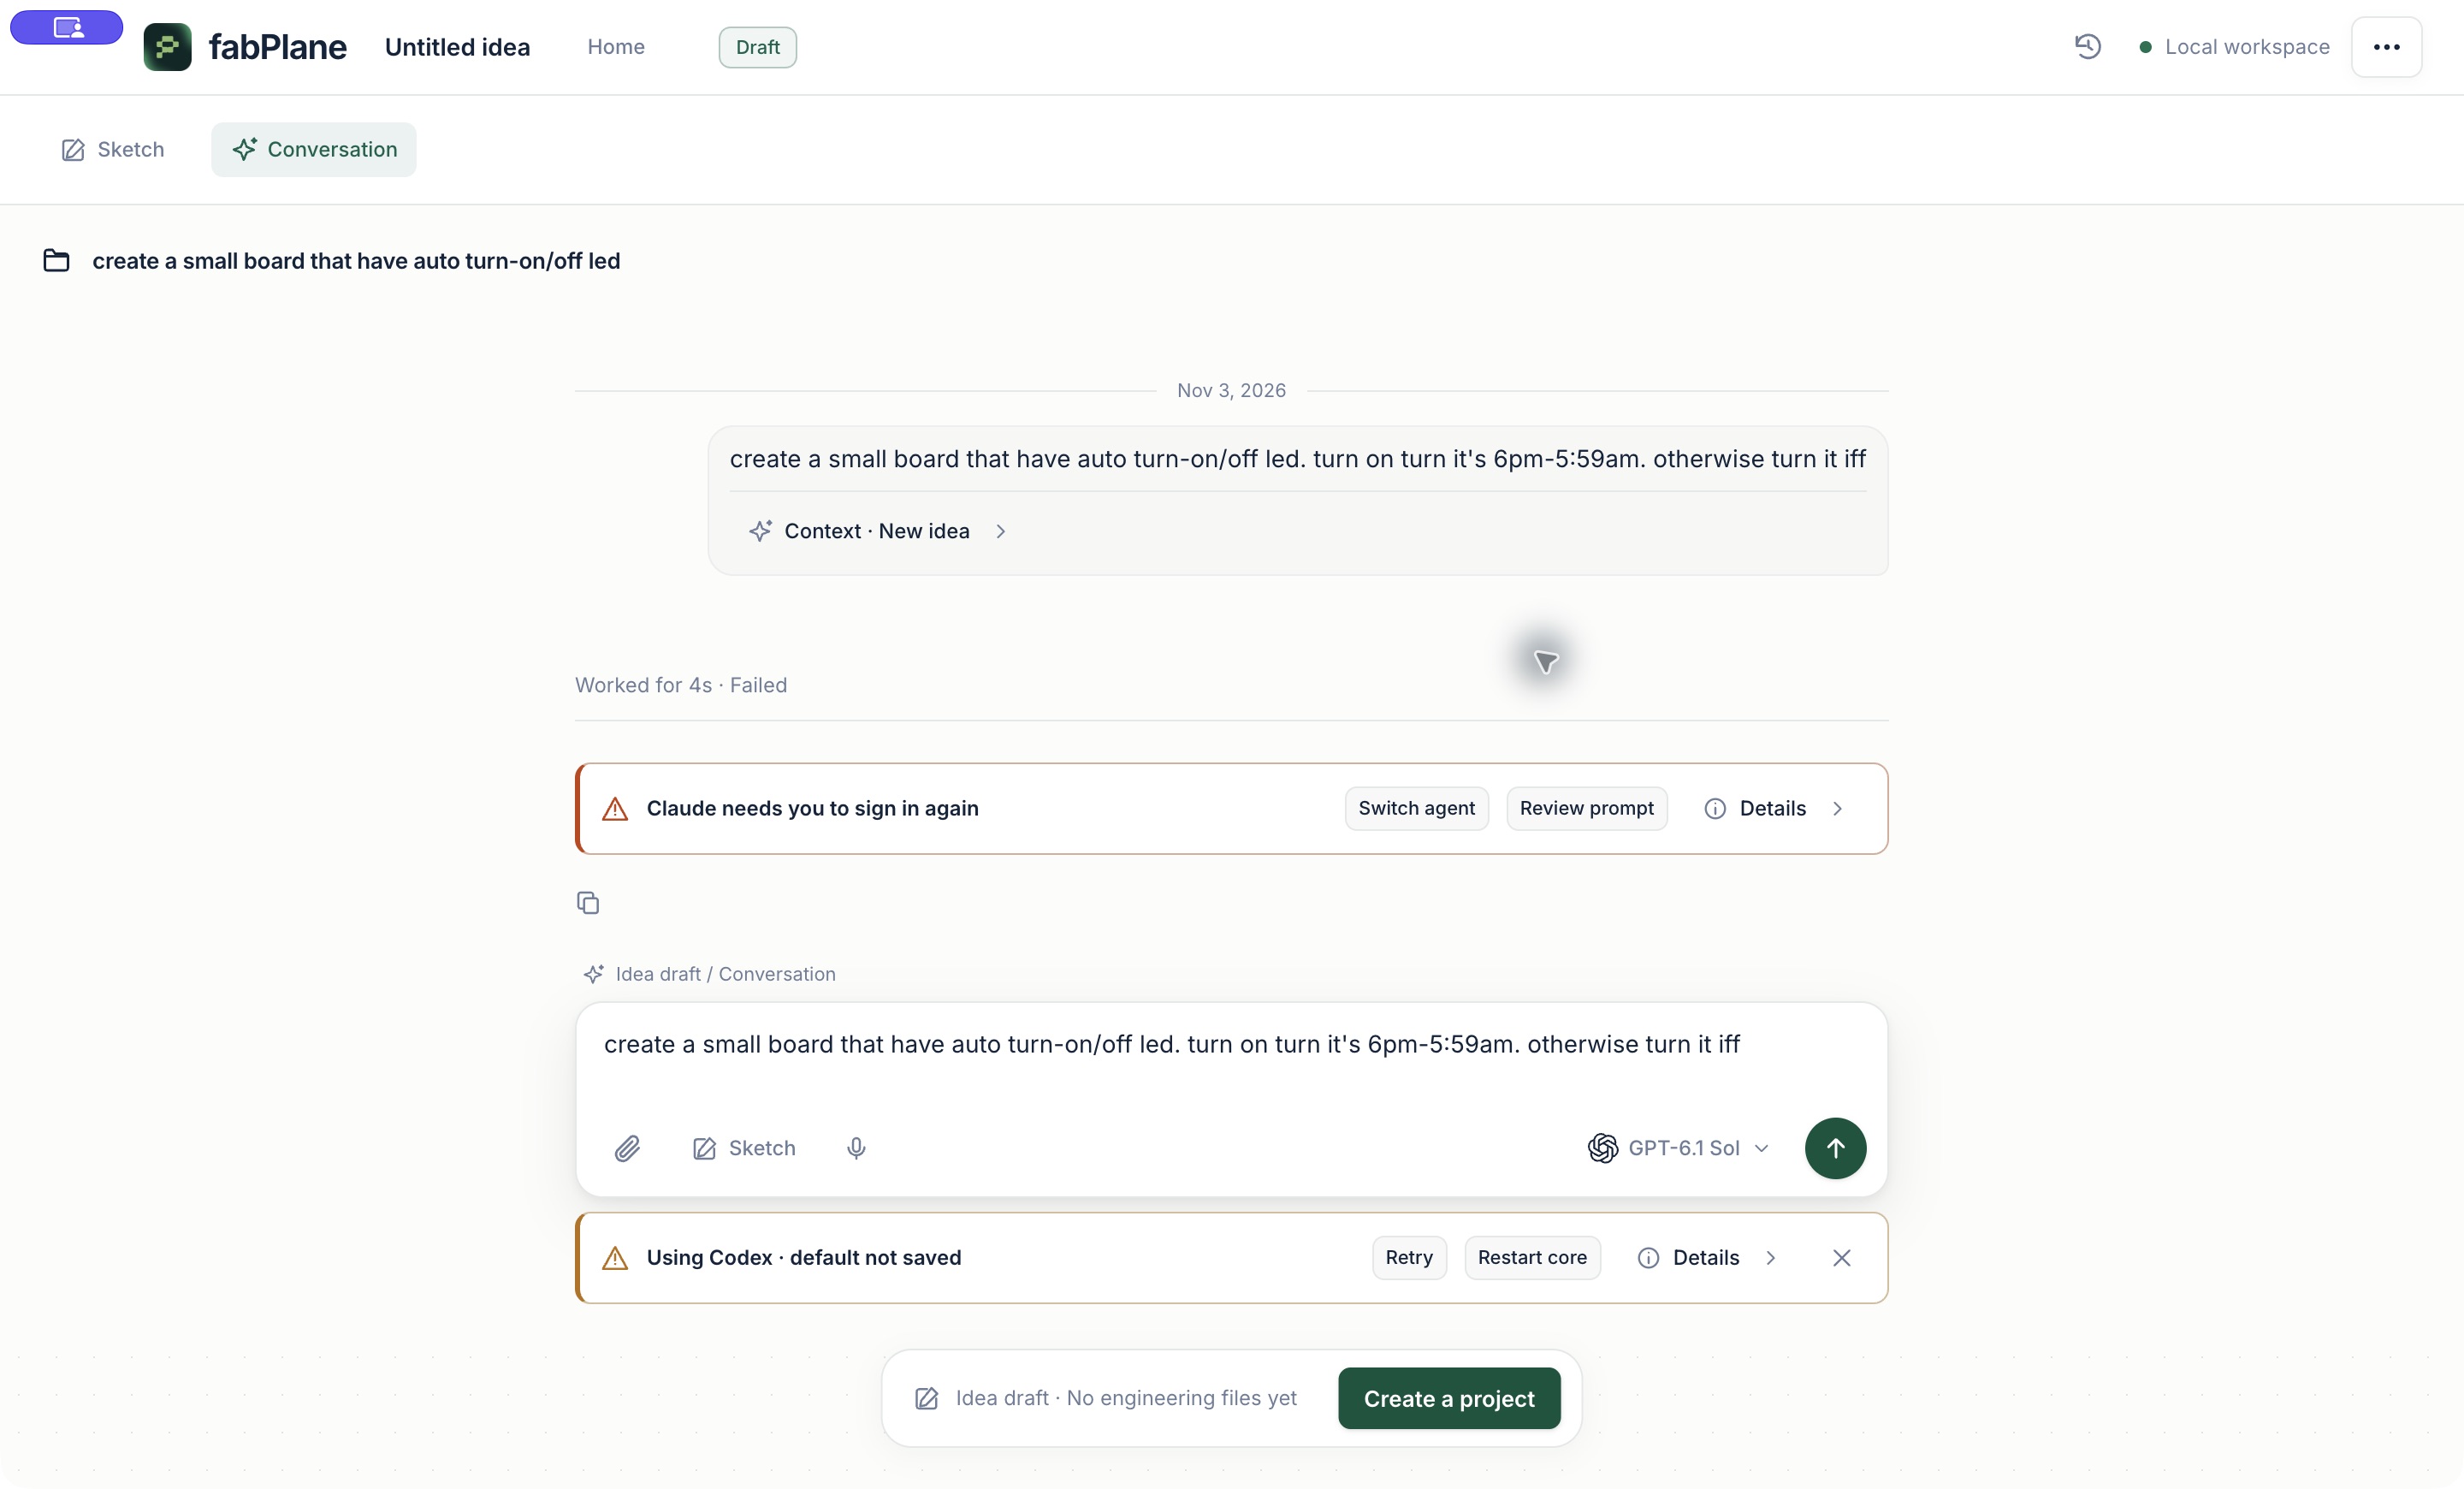 fabPlane Untitled idea Home Draft Local workspace
Sketch Conversation
create a small board that have auto turn-on/off led
Nov 3, 2026
create a small board that have auto turn-on/off led. turn on turn it's 6pm-5:59am. otherwise turn it iff
Context · New idea
Worked for 4s · Failed
Claude needs you to sign in again Switch agent Review prompt Details
Idea draft / Conversation
create a small board that have auto turn-on/off led. turn on turn it's 6pm-5:59am. otherwise turn it iff
Sketch GPT-6.1 Sol
Using Codex · default not saved Retry Restart core Details
Idea draft · No engineering files yet Create a project